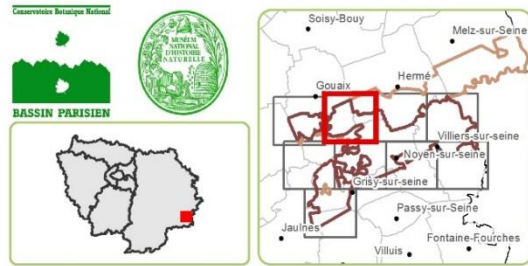 Conservatoire Botanique National
BASSIN PARISIEN
MUSÉUM
NATIONAL
D'HISTOIRE
NATURELLE
Soisy-Bouy
Melz-sur-Seine
Gouaix
Hermé
Villiers-sur-seine
Noyen-sur-seine
Grisy-sur-seine
Passy-sur-Seine
Jaulnes
Villuis
Fontaine-Fourches